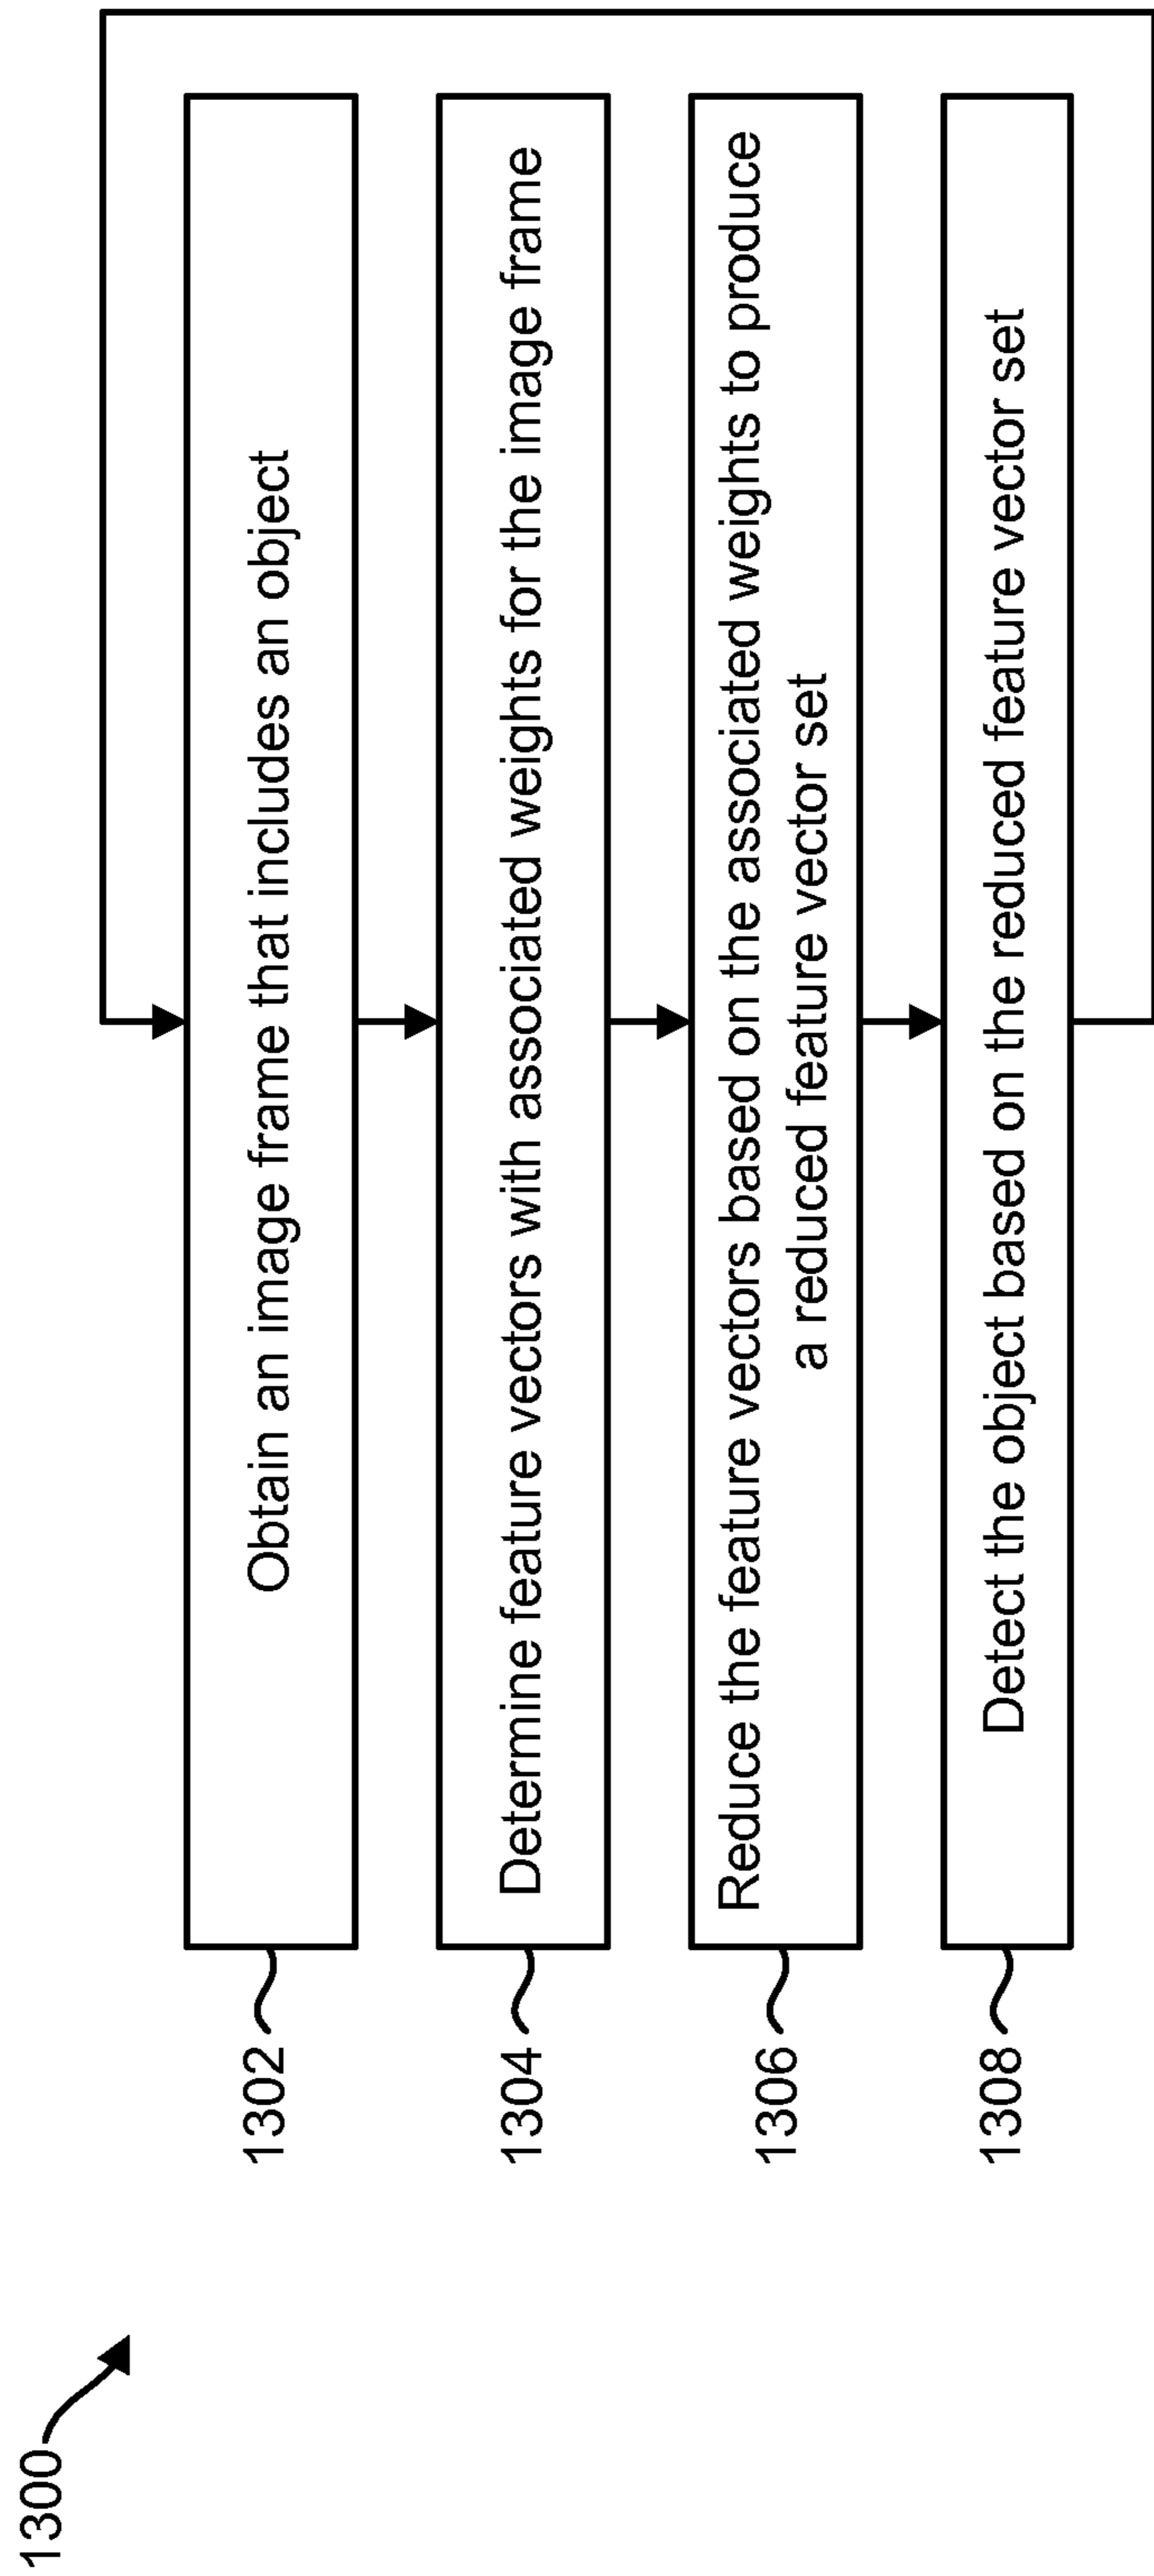 1300
1302
Obtain an image frame that includes an object
1304
Determine feature vectors with associated weights for the image frame
1306
Reduce the feature vectors based on the associated weights to produce
a reduced feature vector set
1308
Detect the object based on the reduced feature vector set